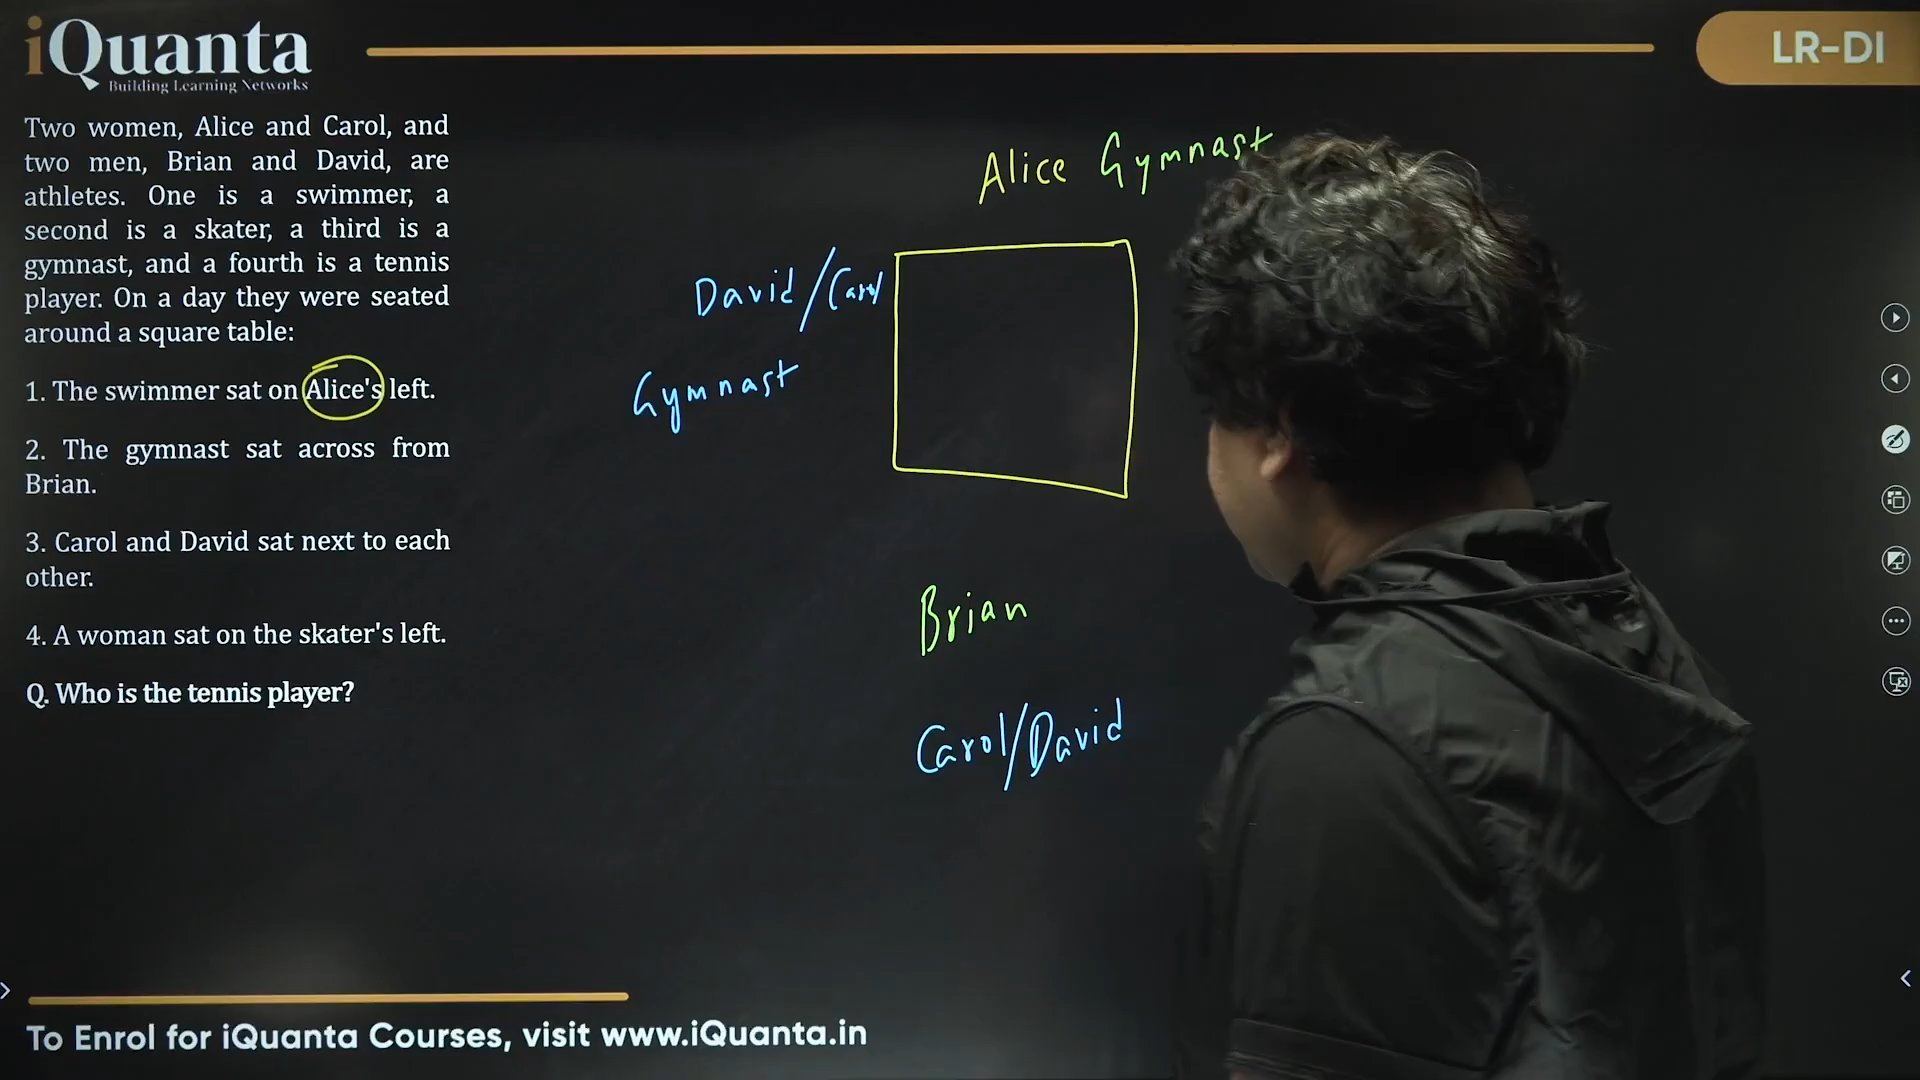 iQuanta
Building Learning Networks
LR-DI
Two women, Alice and Carol, and
two men, Brian and David, are
athletes. One is a swimmer, a
second is a skater, a third is a
gymnast, and a fourth is a tennis
player. On a day they were seated
around a square table:
1. The swimmer sat on Alice's left.
2. The gymnast sat across from
Brian.
3. Carol and David sat next to each
other.
4. A woman sat on the skater's left.
Q. Who is the tennis player?
Alice Gymnast
David/Carol
Gymnast
Brian
Carol/David
To Enrol for iQuanta Courses, visit www.iQuanta.in